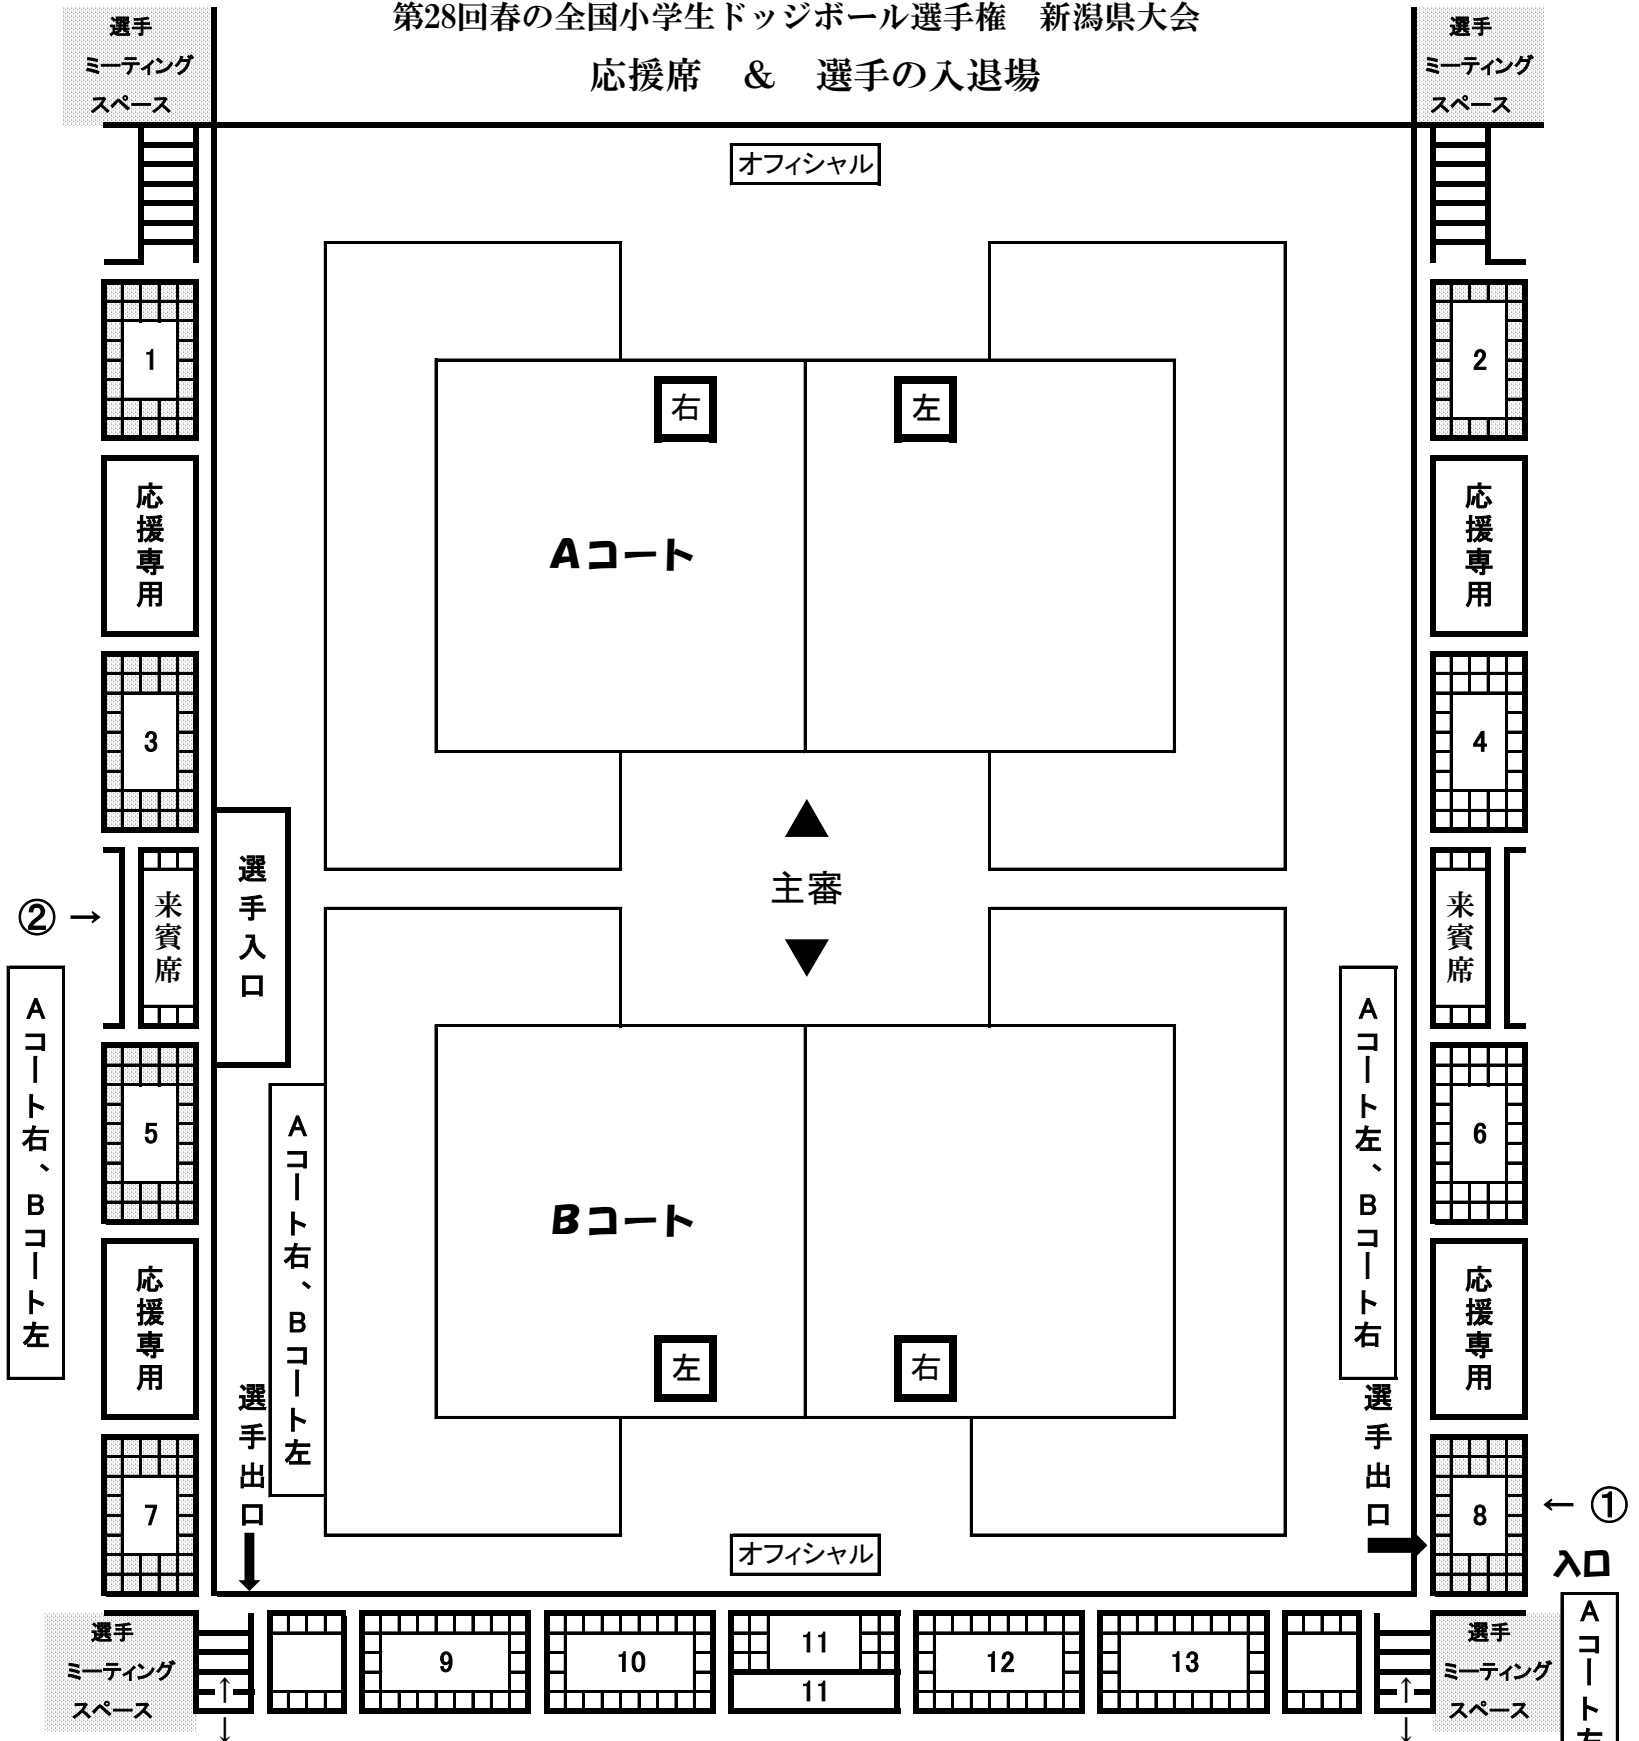 第28回春の全国小学生ドッジボール選手権　新潟県大会
応援席　＆　選手の入退場
選手
ミーティング
スペース
選手
ミーティング
スペース
オフィシャル
1
2
右
左
応援専用
Aコート
応援専用
3
4
選手入口
主審
② →
来賓席
来賓席
Aコート右、Bコート左
Aコート左、Bコート右
5
6
Aコート右、Bコート左
Bコート
応援専用
応援専用
左
右
選手出口
選手出口
7
8
← ①
入口
オフィシャル
選手
ミーティング
スペース
↑
↓
9
10
11
11
12
13
↑
↓
選手
ミーティング
スペース
Aコート左